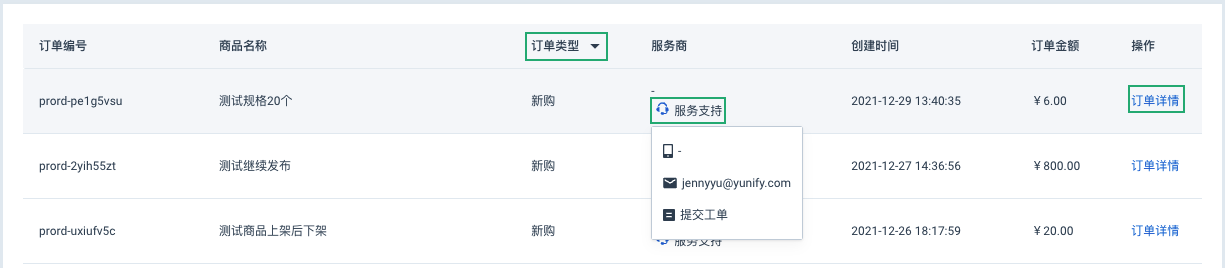 订单编号 商品名称 订单类型 服务商 创建时间 订单金额 操作
prord-pe1g5vsu 测试规格20个 新购 - 2021-12-29 13:40:35 ¥6.00 订单详情
服务支持
-
prord-2yih55zt 测试继续发布 新购 2021-12-27 14:36:56 ¥800.00 订单详情
jennyyu@yunify.com
提交工单
prord-uxiufv5c 测试商品上架后下架 新购 2021-12-26 18:17:59 ¥20.00 订单详情
服务支持